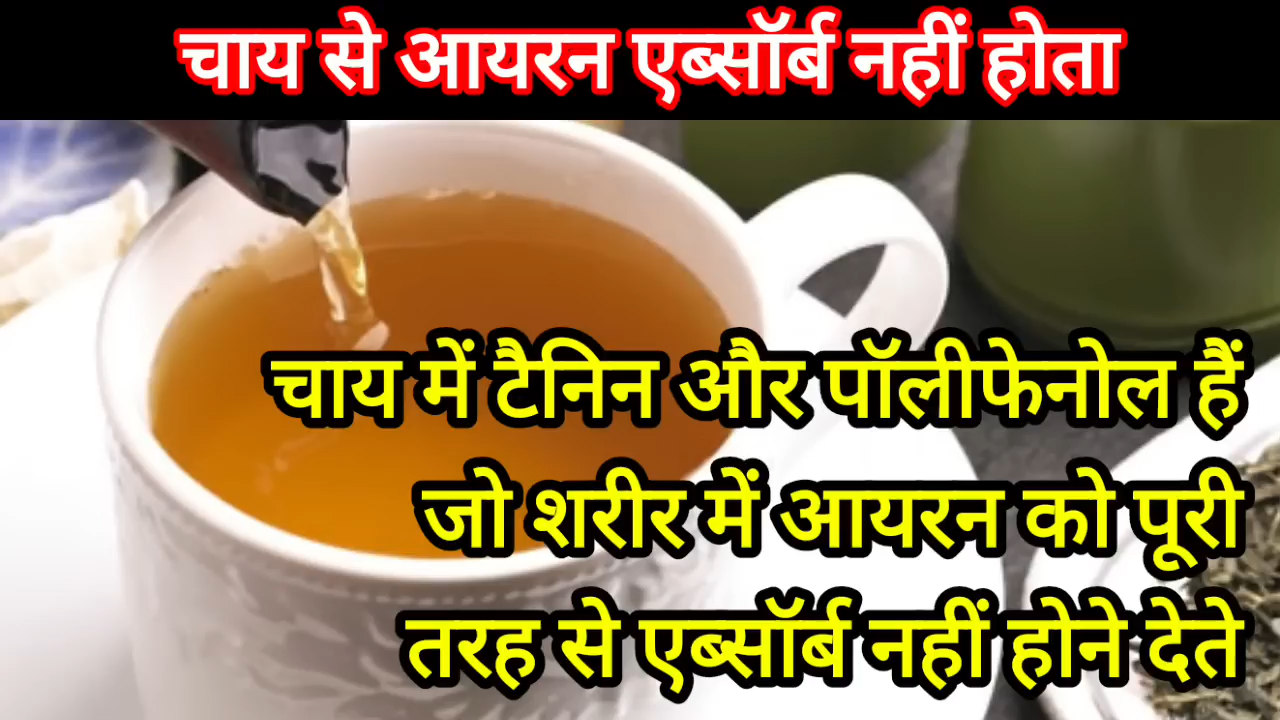 चाय से आयरन एब्सॉर्ब नहीं होता
चाय में टैनिन और पॉलीफेनोल हैं
जो शरीर में आयरन को पूरी
तरह से एब्सॉर्ब नहीं होने देते